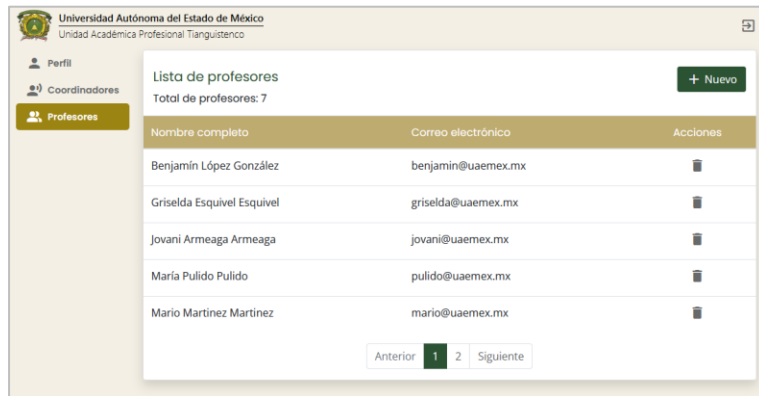 Universidad Autónoma del Estado de México
Unidad Académica Profesional Tianguistenco
Perfil
Coordinadores
Profesores
Lista de profesores
+ Nuevo
Total de profesores: 7
Nombre completo Correo electrónico Acciones
Benjamín López González benjamin@uaemex.mx
Griselda Esquivel Esquivel griselda@uaemex.mx
Jovani Armeaga Armeaga jovani@uaemex.mx
María Pulido Pulido pulido@uaemex.mx
Mario Martinez Martinez mario@uaemex.mx
Anterior 1 2 Siguiente